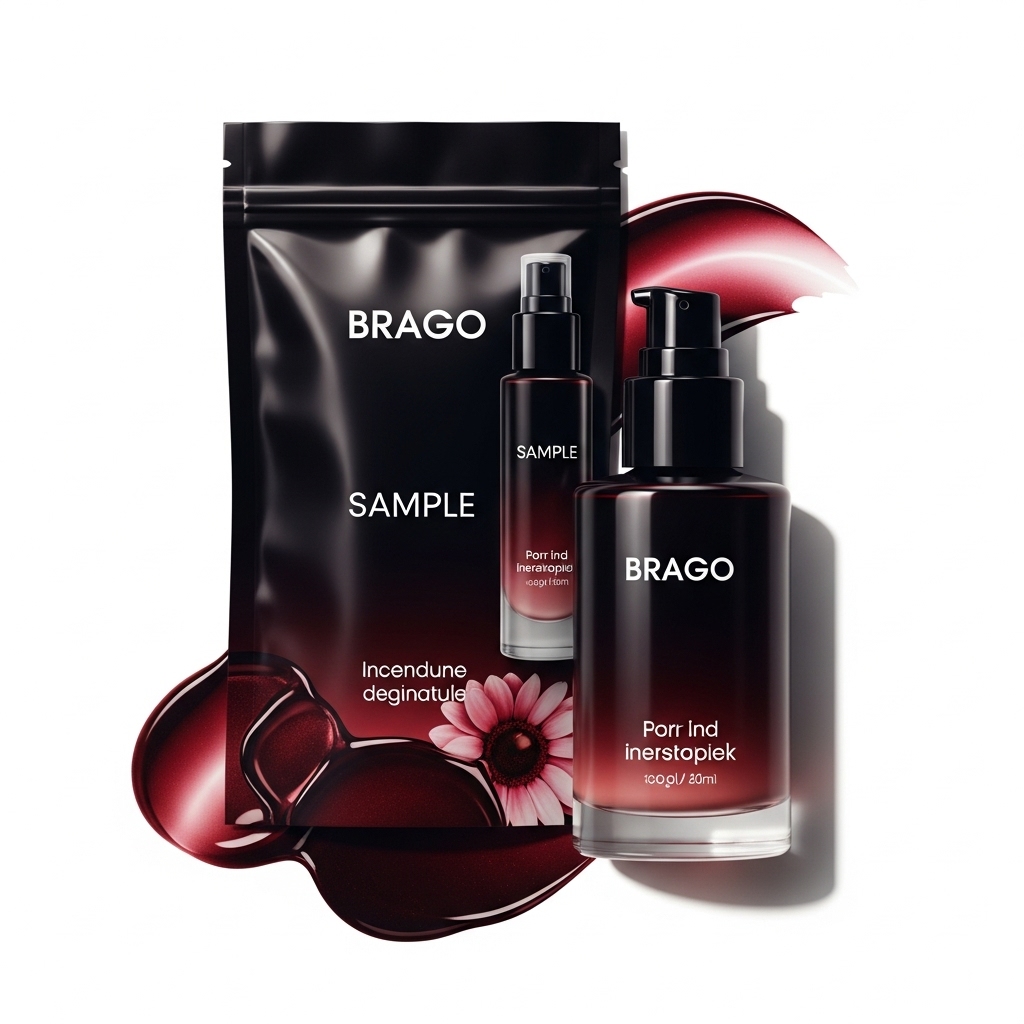 BRAGO
SAMPLE
Incendune
deginatule
SAMPLE
Porr Ind
BRAGO
Porr Ind
inerstopiek